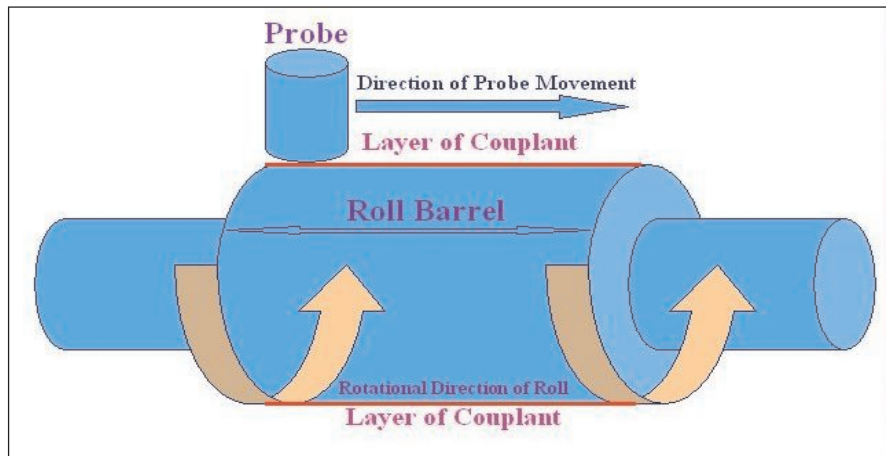 Probe
Direction of Probe Movement
Layer of Couplant
Roll Barrel
Rotational Direction of Roll
Layer of Couplant